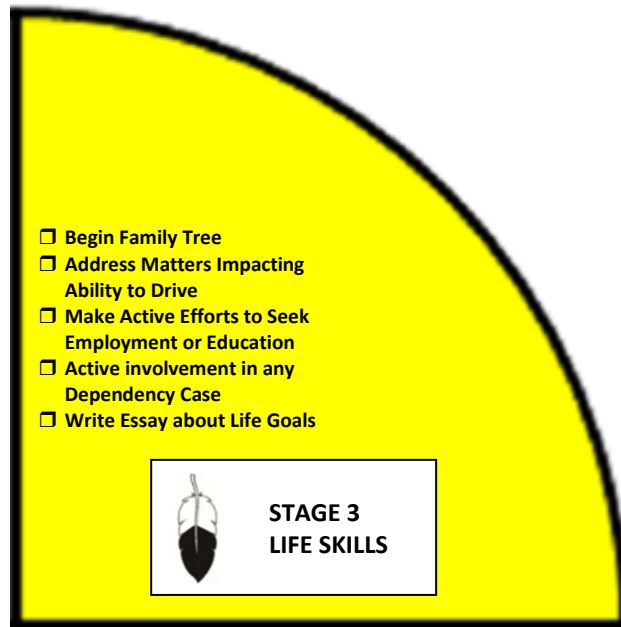 ❒ Begin Family Tree
❒ Address Matters Impacting
Ability to Drive
❒ Make Active Efforts to Seek
Employment or Education
❒ Active involvement in any
Dependency Case
❒ Write Essay about Life Goals
STAGE 3
LIFE SKILLS